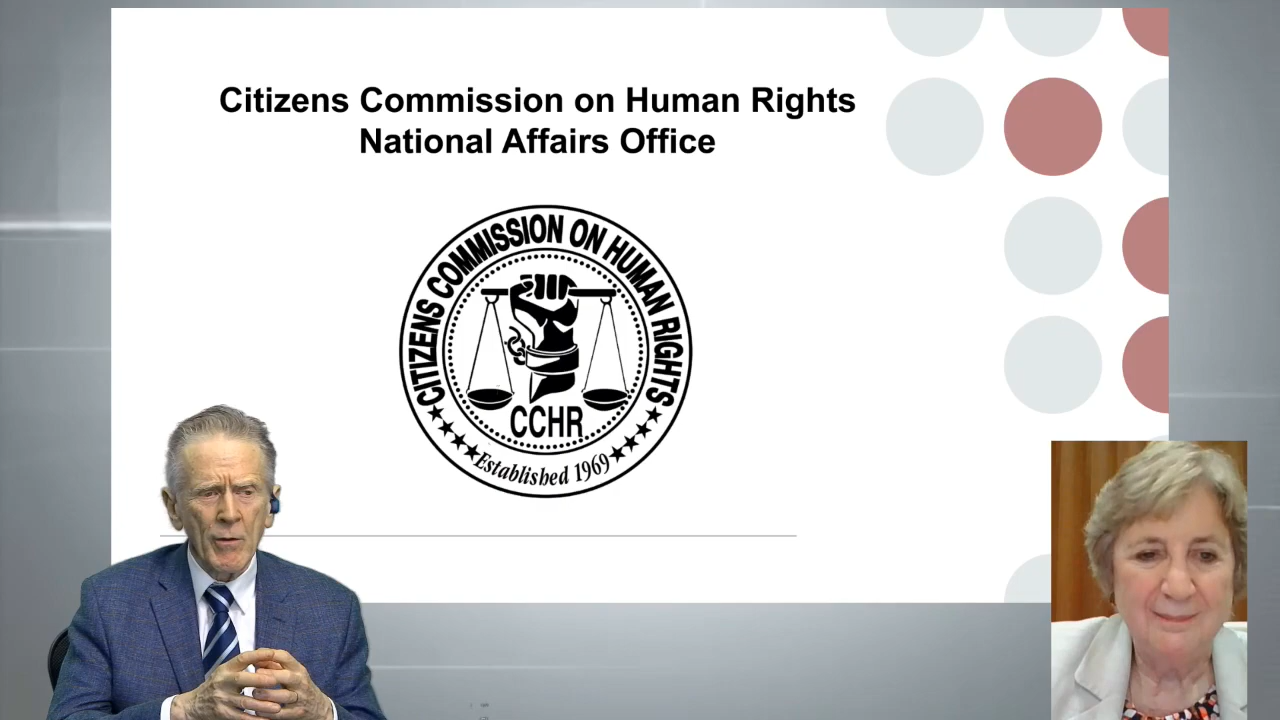 Citizens Commission on Human Rights
National Affairs Office
CITIZENS COMMISSION ON HUMAN RIGHTS
CCHR
Established 1969